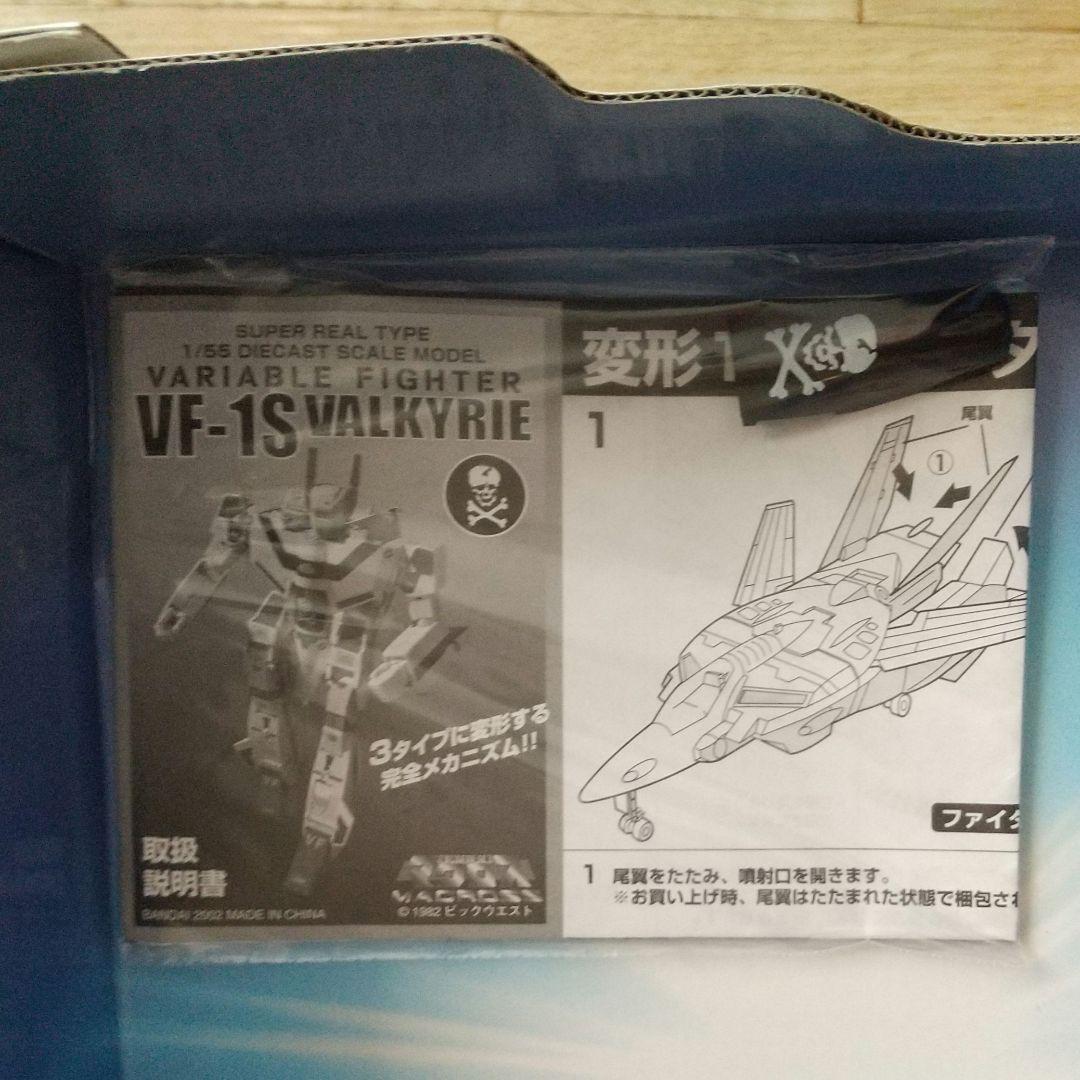 SUPER REAL TYPE
1/55 DIECAST SCALE MODEL
VARIABLE FIGHTER
VF-1S VALKYRIE
3タイプに変形する
完全メカニズム!!
取扱
説明書
BANDAI 2002 MADE IN CHINA
MACROSS
©1982 ビックウエスト
変形1
1
尾翼
①
ファイタ
1 尾翼をたたみ、噴射口を開きます。
※お買い上げ時、尾翼はたたまれた状態で梱包され